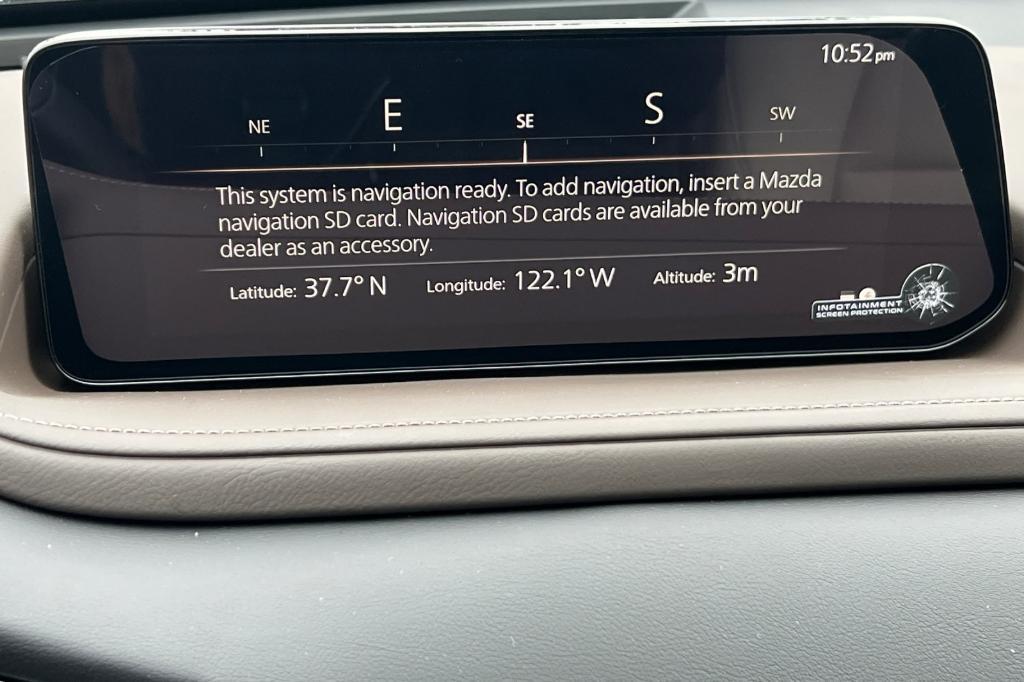 10:52pm
NE E SE S SW
This system is navigation ready. To add navigation, insert a Mazda
navigation SD card. Navigation SD cards are available from your
dealer as an accessory.
Latitude: 37.7° N Longitude: 122.1° W Altitude: 3m
INFOTAINMENT
SCREEN PROTECTION